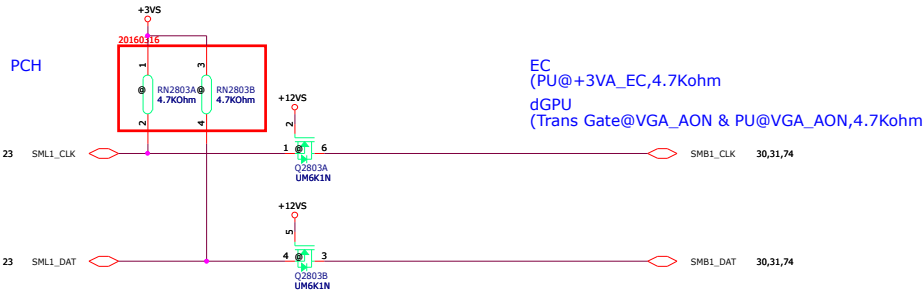 +3VS
20160316
PCH
EC
(PU@+3VA_EC,4.7Kohm
dGPU
(Trans Gate@VGA_AON & PU@VGA_AON,4.7Kohm
1
3
@
RN2803A
4.7KOhm
@
RN2803B
4.7KOhm
2
4
+12VS
2
23
SML1_CLK
1
@
6
SMB1_CLK
30,31,74
Q2803A
UM6K1N
+12VS
5
23
SML1_DAT
4
@
3
SMB1_DAT
30,31,74
Q2803B
UM6K1N